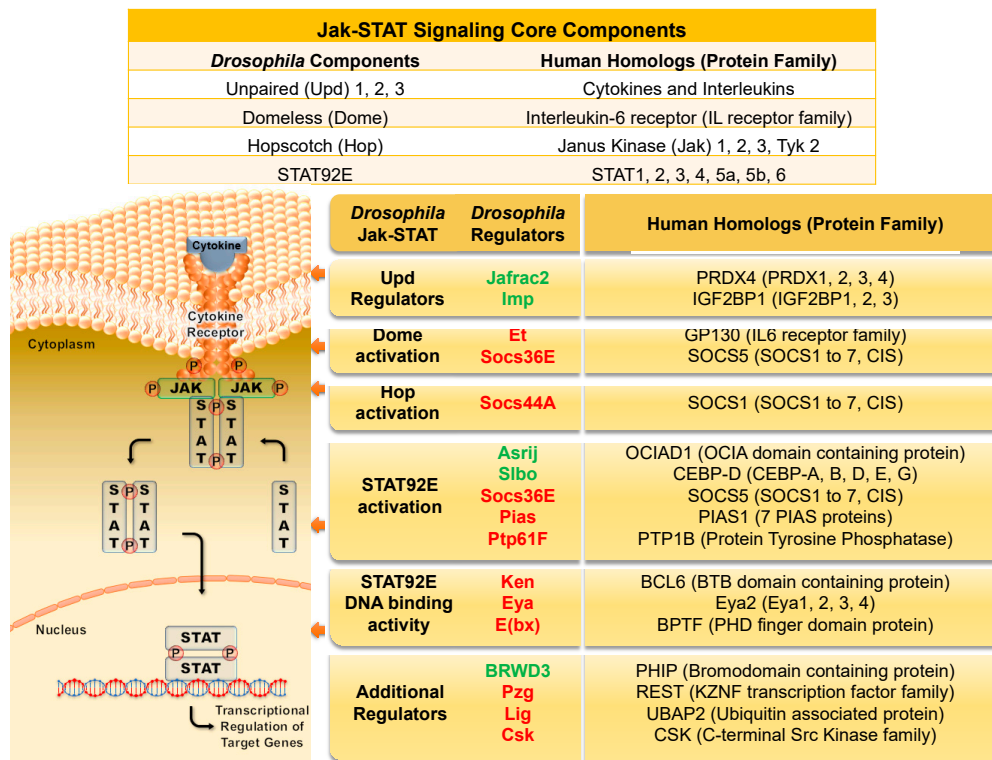 Jak-STAT Signaling Core Components
Drosophila Components Human Homologs (Protein Family)
Unpaired (Upd) 1, 2, 3 Cytokines and Interleukins
Domeless (Dome) Interleukin-6 receptor (IL receptor family)
Hopscotch (Hop) Janus Kinase (Jak) 1, 2, 3, Tyk 2
STAT92E STAT1, 2, 3, 4, 5a, 5b, 6
Cytokine
Cytokine
Receptor
Cytoplasm
P P
P JAK JAK P
STAT P STAT
P
STAT P STAT
P
STAT
Nucleus
STAT
P P
STAT
Transcriptional
Regulation of
Target Genes
Drosophila
Jak-STAT
Drosophila
Regulators
Human Homologs (Protein Family)
Upd
Regulators
Jafrac2 PRDX4 (PRDX1, 2, 3, 4)
Imp IGF2BP1 (IGF2BP1, 2, 3)
Dome
activation
Et GP130 (IL6 receptor family)
Socs36E SOCS5 (SOCS1 to 7, CIS)
Hop
activation
Socs44A SOCS1 (SOCS1 to 7, CIS)
STAT92E
activation
Asrij OCIAD1 (OCIA domain containing protein)
Slbo CEBP-D (CEBP-A, B, D, E, G)
Socs36E SOCS5 (SOCS1 to 7, CIS)
Pias PIAS1 (7 PIAS proteins)
Ptp61F PTP1B (Protein Tyrosine Phosphatase)
STAT92E
DNA binding
activity
Ken BCL6 (BTB domain containing protein)
Eya Eya2 (Eya1, 2, 3, 4)
E(bx) BPTF (PHD finger domain protein)
Additional
Regulators
BRWD3 PHIP (Bromodomain containing protein)
Pzg REST (KZNF transcription factor family)
Lig UBAP2 (Ubiquitin associated protein)
Csk CSK (C-terminal Src Kinase family)